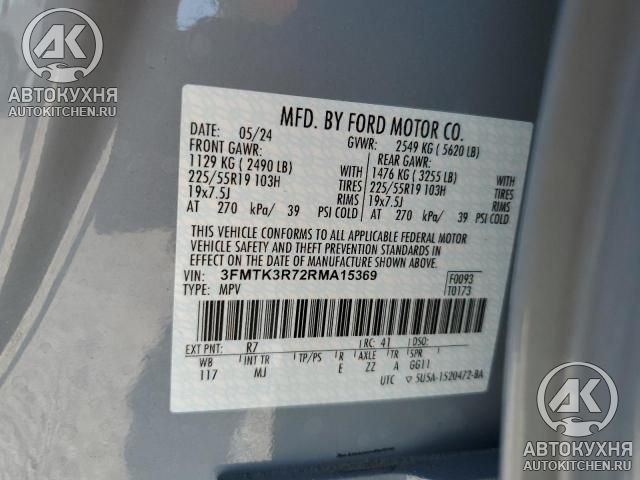 АК
АВТОКУХНЯ
AUTOKITCHEN.RU
MFD. BY FORD MOTOR CO.
DATE: 05/24 GVWR: 2549 KG ( 5620 LB)
FRONT GAWR: REAR GAWR:
1129 KG ( 2490 LB) WITH 1476 KG ( 3255 LB) WITH
225/55R19 103H TIRES 225/55R19 103H TIRES
19x7.5J RIMS 19x7.5J RIMS
AT 270 kPa/ 39 PSI COLD AT 270 kPa/ 39 PSI COLD
THIS VEHICLE CONFORMS TO ALL APPLICABLE FEDERAL MOTOR
VEHICLE SAFETY AND THEFT PREVENTION STANDARDS IN
EFFECT ON THE DATE OF MANUFACTURE SHOWN ABOVE.
VIN: 3FMTK3R72RMA15369 F0093
TYPE: MPV T0173
EXT PNT: R7 RC: 41 DSO:
WB INT TR TP/PS R AXLE TR SPR
117 MJ E ZZ A GG11
UTC 5U5A-1520472-BA
АК
АВТОКУХНЯ
AUTOKITCHEN.RU